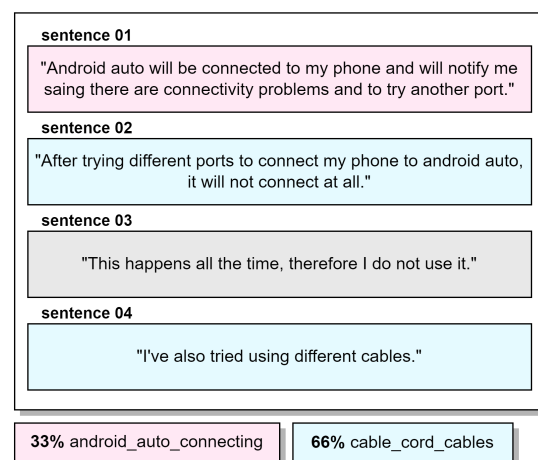 sentence 01
"Android auto will be connected to my phone and will notify me
saing there are connectivity problems and to try another port."
sentence 02
"After trying different ports to connect my phone to android auto,
it will not connect at all."
sentence 03
"This happens all the time, therefore I do not use it."
sentence 04
"I've also tried using different cables."
33% android_auto_connecting
66% cable_cord_cables